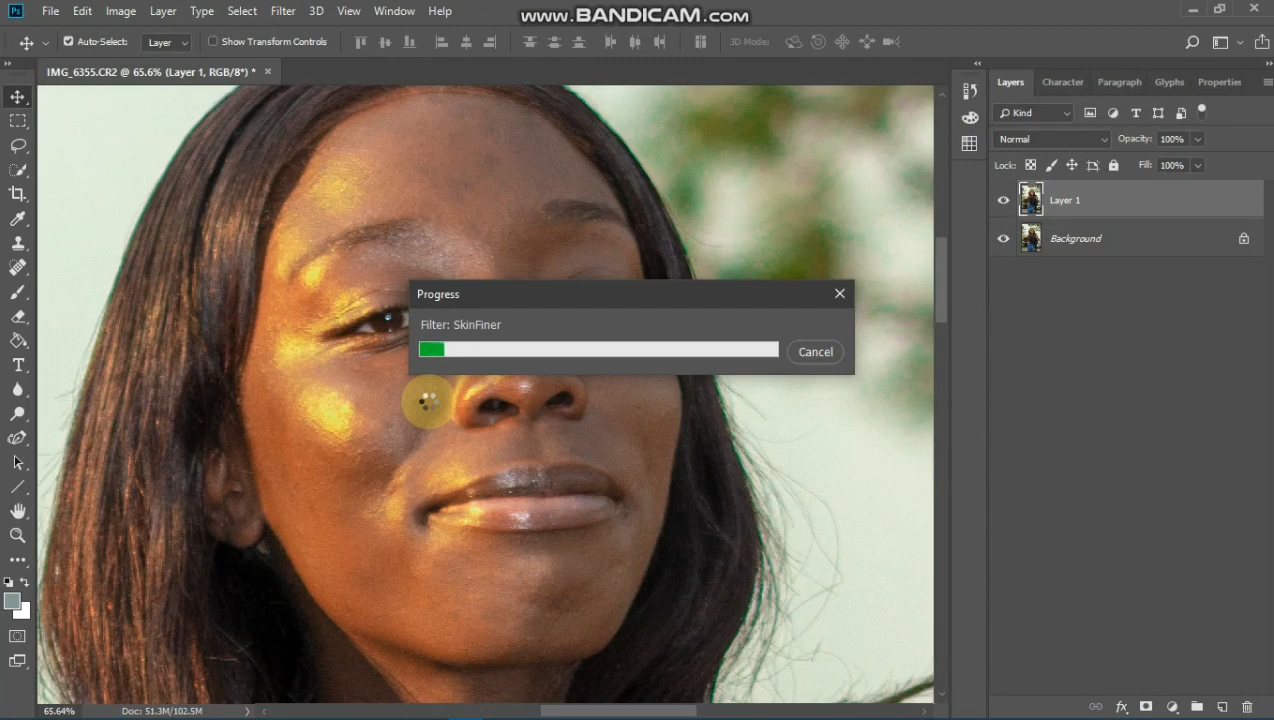 Ps File Edit Image Layer Type Select Filter 3D View Window Help
www.BANDICAM.com
Auto-Select: Layer Show Transform Controls 3D Mode:
IMG_6355.CR2 @ 65.6% (Layer 1, RGB/8*) * ×
Layers Character Paragraph Glyphs Properties
Kind
Normal Opacity: 100%
Lock: Fill: 100%
Layer 1
Background
Progress
Filter: SkinFiner
Cancel
65.64% Doc: 51.3M/102.5M